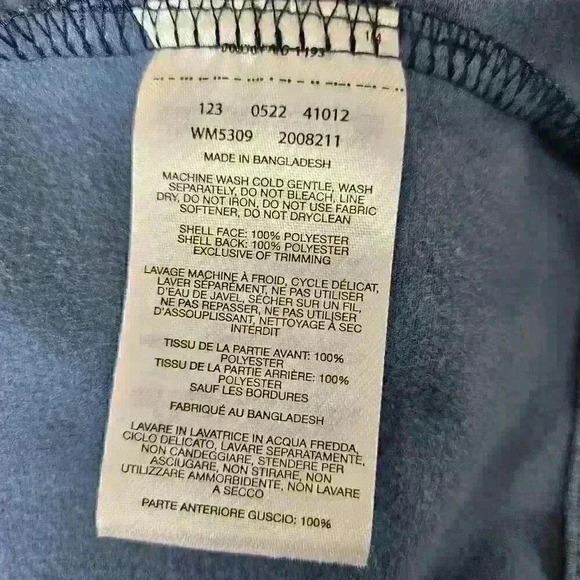 123 0522 41012
WM5309 2008211
MADE IN BANGLADESH
MACHINE WASH COLD GENTLE, WASH
SEPARATELY, DO NOT BLEACH, LINE
DRY, DO NOT IRON, DO NOT USE FABRIC
SOFTENER, DO NOT DRYCLEAN
SHELL FACE: 100% POLYESTER
SHELL BACK: 100% POLYESTER
EXCLUSIVE OF TRIMMING
LAVAGE MACHINE À FROID, CYCLE DÉLICAT,
LAVER SÉPARÉMENT, NE PAS UTILISER
D'EAU DE JAVEL, SÉCHER SUR UN FIL,
NE PAS REPASSER, NE PAS UTILISER
D'ASSOUPLISSANT, NETTOYAGE À SEC
INTERDIT
TISSU DE LA PARTIE AVANT: 100%
POLYESTER
TISSU DE LA PARTIE ARRIÈRE: 100%
POLYESTER
SAUF LES BORDURES
FABRIQUÉ AU BANGLADESH
LAVARE IN LAVATRICE IN ACQUA FREDDA,
CICLO DELICATO, LAVARE SEPARATAMENTE,
NON CANDEGGIARE, STENDERE PER
ASCIUGARE, NON STIRARE, NON
UTILIZZARE AMMORBIDENTE, NON LAVARE
A SECCO
PARTE ANTERIORE GUSCIO: 100%